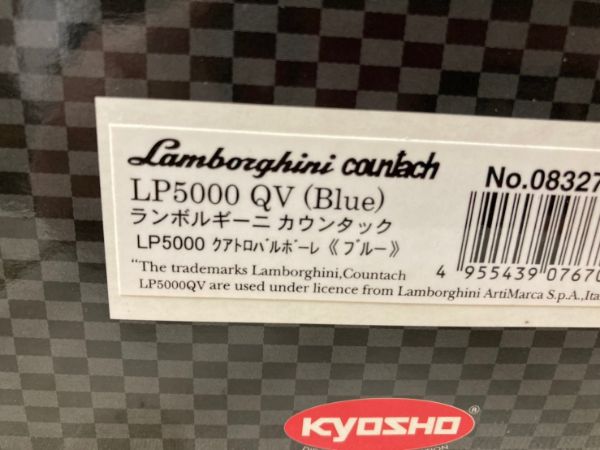 Lamborghini countach
No.08327
LP5000 QV (Blue)
ランボルギーニ カウンタック
LP5000 クアトロバルボーレ《ブルー》
"The trademarks Lamborghini,Countach
LP5000QV are used under licence from Lamborghini ArtiMarca S.p.A.,Ita
4 955439 07670
KYOSHO